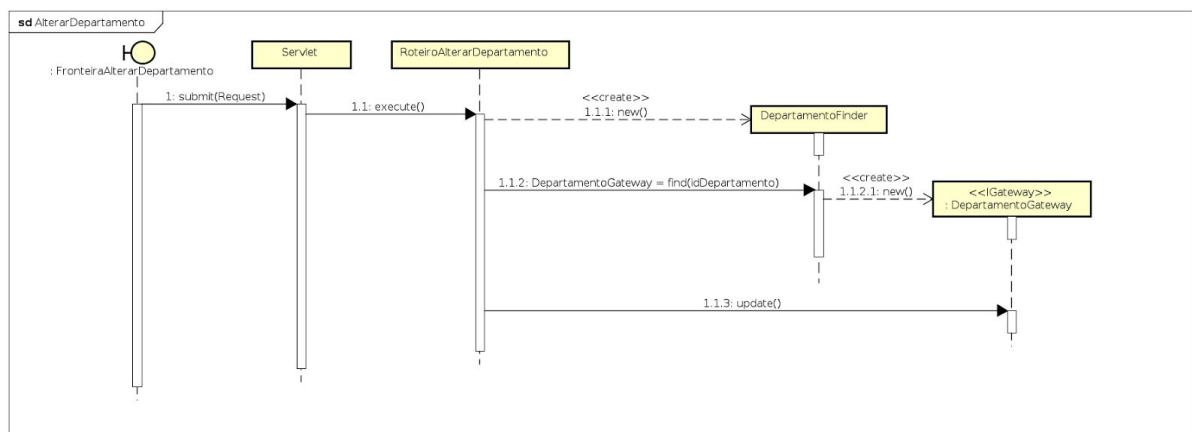 sd AlterarDepartamento
: FronteiraAlterarDepartamento
Servlet
RoteiroAlterarDepartamento
1: submit(Request)
1.1: execute()
<<create>>
1.1.1: new()
DepartamentoFinder
1.1.2: DepartamentoGateway = find(idDepartamento)
<<create>>
1.1.2.1: new()
<<IGateway>>
: DepartamentoGateway
1.1.3: update()